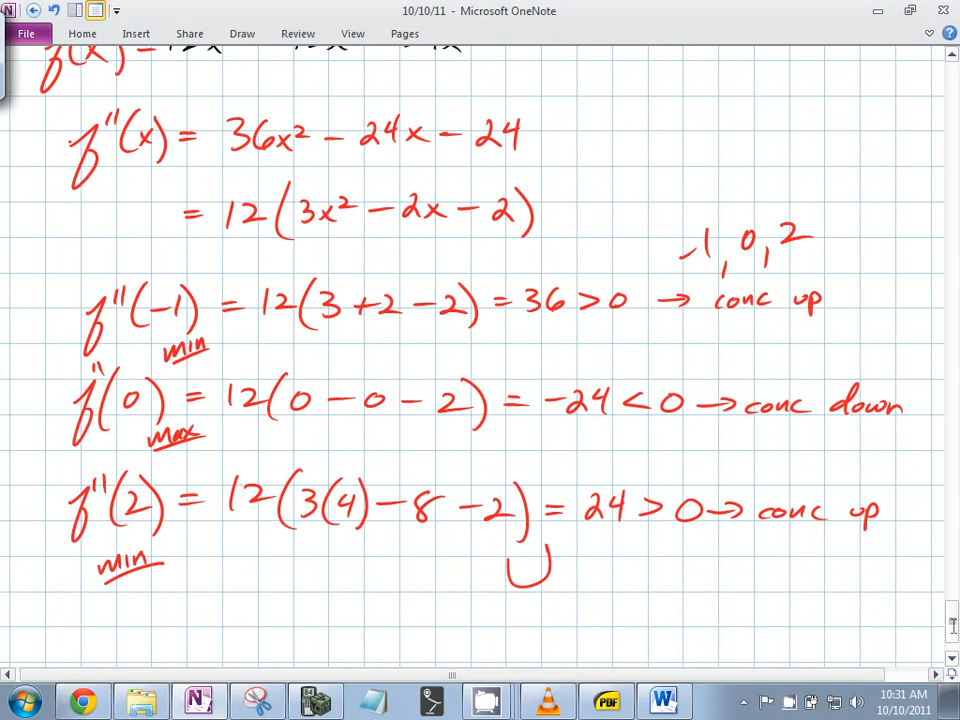 10/10/11 - Microsoft OneNote
File Home Insert Share Draw Review View Pages
f'(x) = 12x
f''(x) = 36x² - 24x - 24
= 12(3x² - 2x - 2)
-1, 0, 2
f''(-1) = 12(3 + 2 - 2) = 36 > 0 → conc up
min
f''(0) = 12(0 - 0 - 2) = -24 < 0 → conc down
max
f''(2) = 12(3(4) - 8 - 2) = 24 > 0 → conc up
min
84
PDF
10:31 AM
10/10/2011